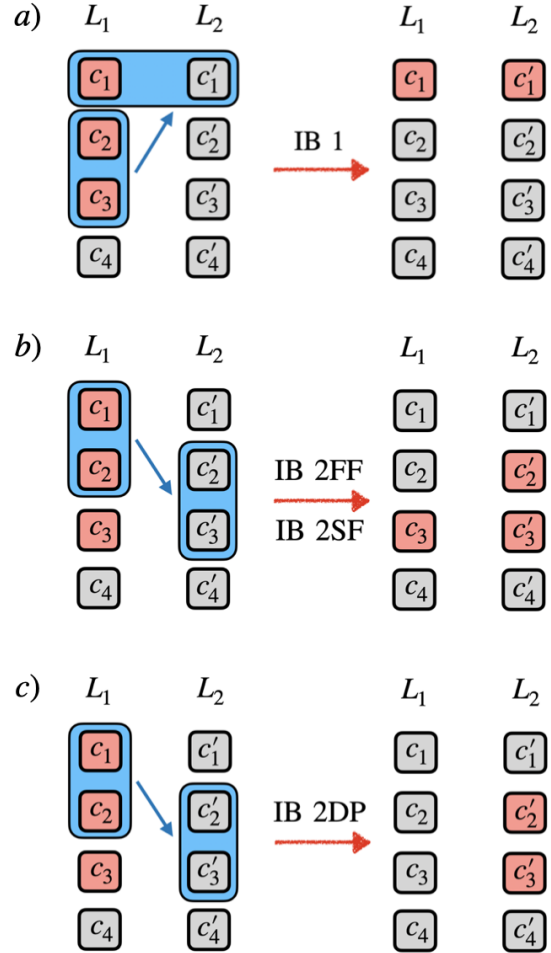 a) L₁ L₂ L₁ L₂
c₁ c′₁ c₁ c′₁
c₂ c′₂ IB 1 c₂ c′₂
c₃ c′₃ c₃ c′₃
c₄ c′₄ c₄ c′₄
b) L₁ L₂ L₁ L₂
c₁ c′₁ c₁ c′₁
c₂ c′₂ IB 2FF c₂ c′₂
c₃ c′₃ IB 2SF c₃ c′₃
c₄ c′₄ c₄ c′₄
c) L₁ L₂ L₁ L₂
c₁ c′₁ c₁ c′₁
c₂ c′₂ IB 2DP c₂ c′₂
c₃ c′₃ c₃ c′₃
c₄ c′₄ c₄ c′₄